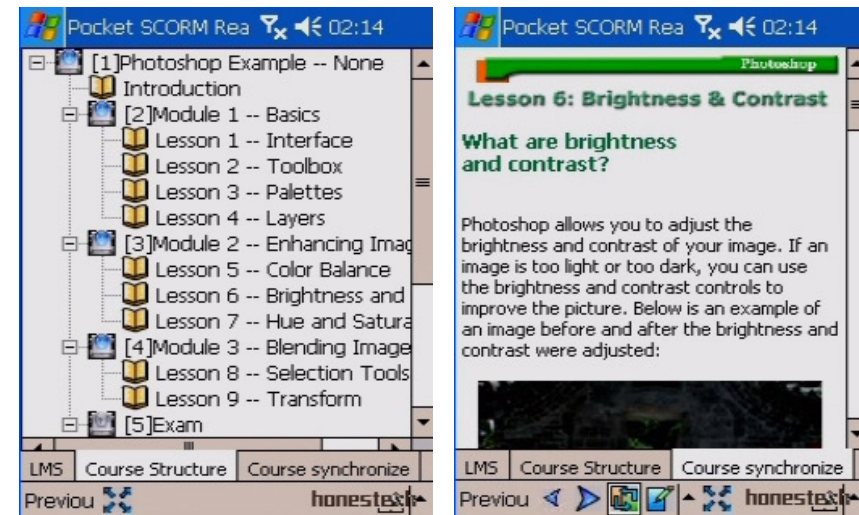 Pocket SCORM Rea 02:14
[1]Photoshop Example -- None
Introduction
[2]Module 1 -- Basics
Lesson 1 -- Interface
Lesson 2 -- Toolbox
Lesson 3 -- Palettes
Lesson 4 -- Layers
[3]Module 2 -- Enhancing Imag
Lesson 5 -- Color Balance
Lesson 6 -- Brightness and
Lesson 7 -- Hue and Satura
[4]Module 3 -- Blending Image
Lesson 8 -- Selection Tools
Lesson 9 -- Transform
[5]Exam
LMS Course Structure Course synchronize
Previou honestech
Pocket SCORM Rea 02:14
Photoshop
Lesson 6: Brightness & Contrast
What are brightness
and contrast?
Photoshop allows you to adjust the
brightness and contrast of your image. If an
image is too light or too dark, you can use
the brightness and contrast controls to
improve the picture. Below is an example of
an image before and after the brightness and
contrast were adjusted:
LMS Course Structure Course synchronize
Previou honestech